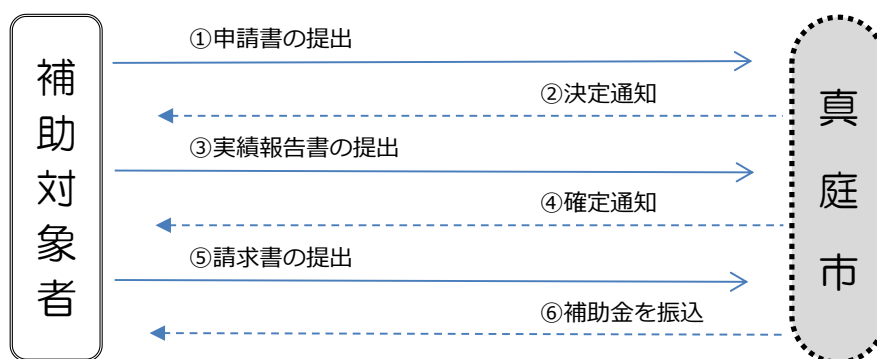 補助対象者
①申請書の提出
②決定通知
③実績報告書の提出
④確定通知
⑤請求書の提出
⑥補助金を振込
真庭市